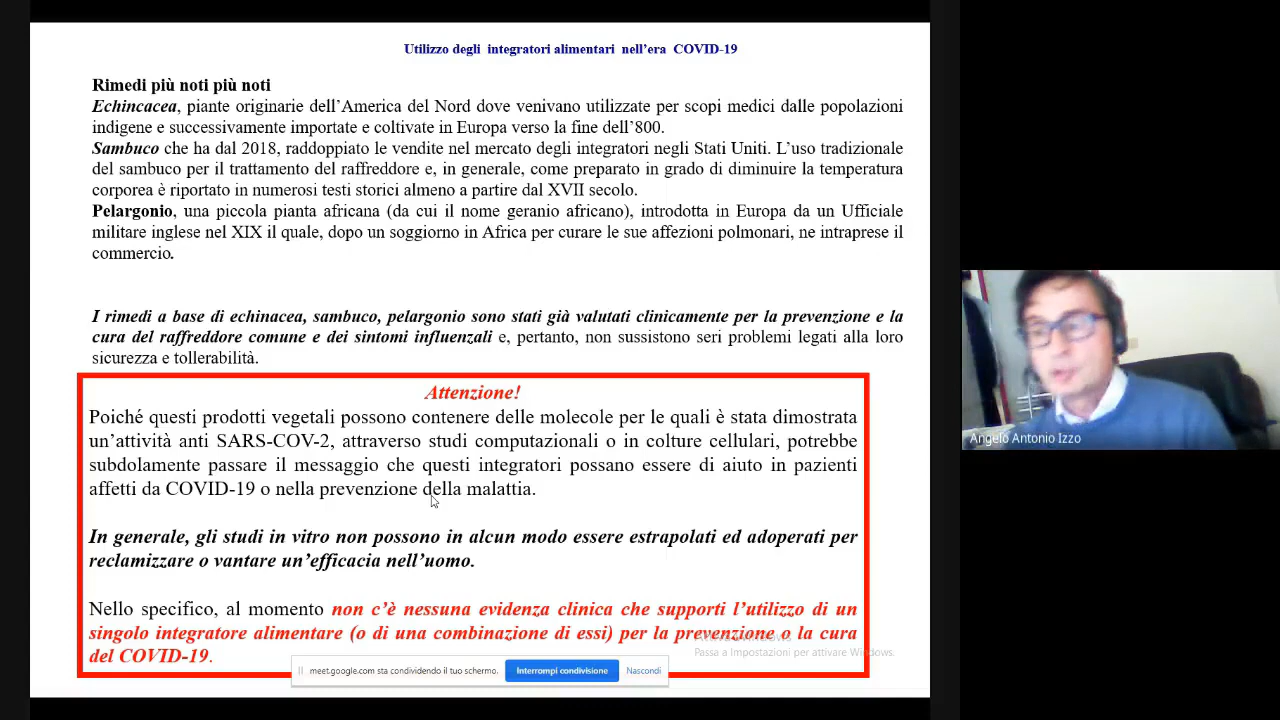 Utilizzo degli integratori alimentari nell'era COVID-19
Rimedi più noti più noti
Echincacea, piante originarie dell'America del Nord dove venivano utilizzate per scopi medici dalle popolazioni
indigene e successivamente importate e coltivate in Europa verso la fine dell'800.
Sambuco che ha dal 2018, raddoppiato le vendite nel mercato degli integratori negli Stati Uniti. L'uso tradizionale
del sambuco per il trattamento del raffreddore e, in generale, come preparato in grado di diminuire la temperatura
corporea è riportato in numerosi testi storici almeno a partire dal XVII secolo.
Pelargonio, una piccola pianta africana (da cui il nome geranio africano), introdotta in Europa da un Ufficiale
militare inglese nel XIX il quale, dopo un soggiorno in Africa per curare le sue affezioni polmonari, ne intraprese il
commercio.
I rimedi a base di echinacea, sambuco, pelargonio sono stati già valutati clinicamente per la prevenzione e la
cura del raffreddore comune e dei sintomi influenzali e, pertanto, non sussistono seri problemi legati alla loro
sicurezza e tollerabilità.
Attenzione!
Poiché questi prodotti vegetali possono contenere delle molecole per le quali è stata dimostrata
un'attività anti SARS-COV-2, attraverso studi computazionali o in colture cellulari, potrebbe
subdolamente passare il messaggio che questi integratori possano essere di aiuto in pazienti
affetti da COVID-19 o nella prevenzione della malattia.
In generale, gli studi in vitro non possono in alcun modo essere estrapolati ed adoperati per
reclamizzare o vantare un'efficacia nell'uomo.
Nello specifico, al momento non c'è nessuna evidenza clinica che supporti l'utilizzo di un
singolo integratore alimentare (o di una combinazione di essi) per la prevenzione o la cura
del COVID-19.
Passa a Impostazioni per attivare Windows.
meet.google.com sta condividendo il tuo schermo.
Interrompi condivisione
Nascondi
Angelo Antonio Izzo